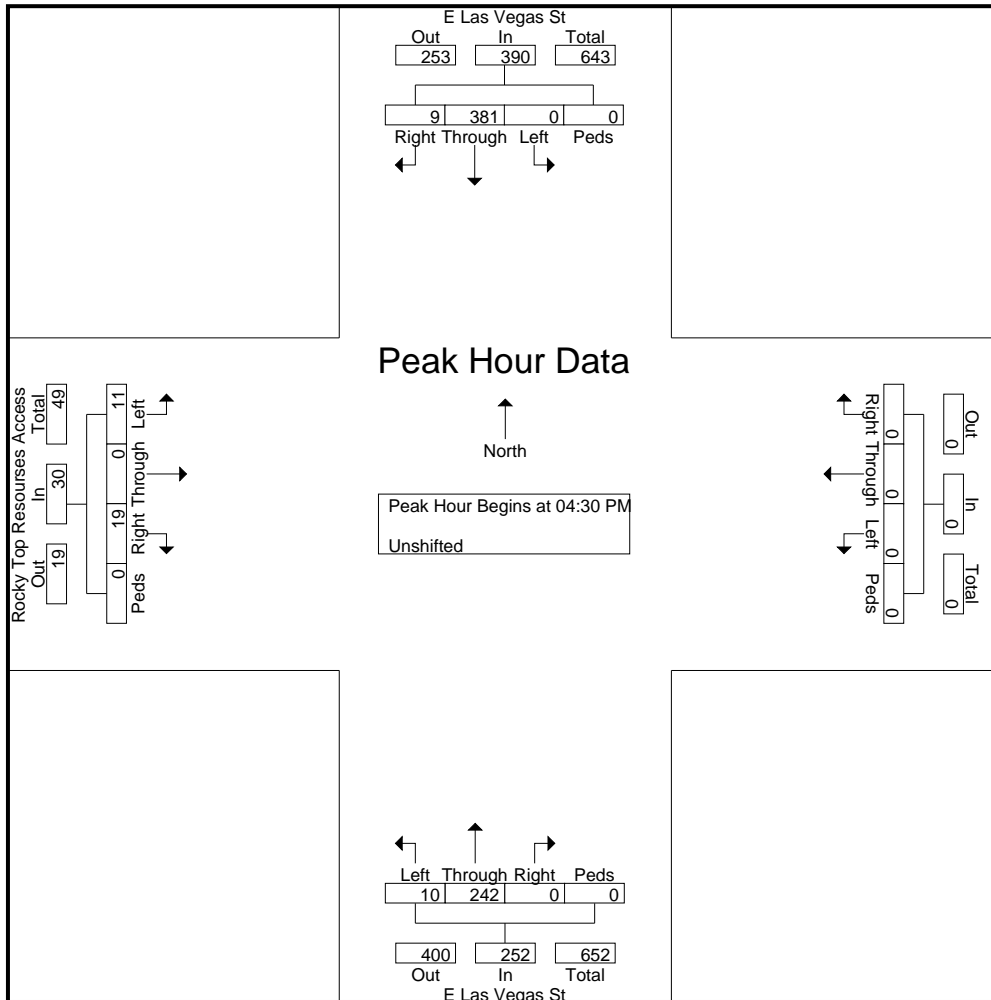 E Las Vegas St
Out In Total
253 390 643
9 381 0 0
Right Through Left Peds
Peak Hour Data
North
Peak Hour Begins at 04:30 PM
Unshifted
Rocky Top Resourses Access
Total In Out
49 30 19
11 0 19 0
Left Through Right Peds
Out In Total
0 0 0
0 0 0 0
Right Through Left Peds
Left Through Right Peds
10 242 0 0
400 252 652
Out In Total
E Las Vegas St